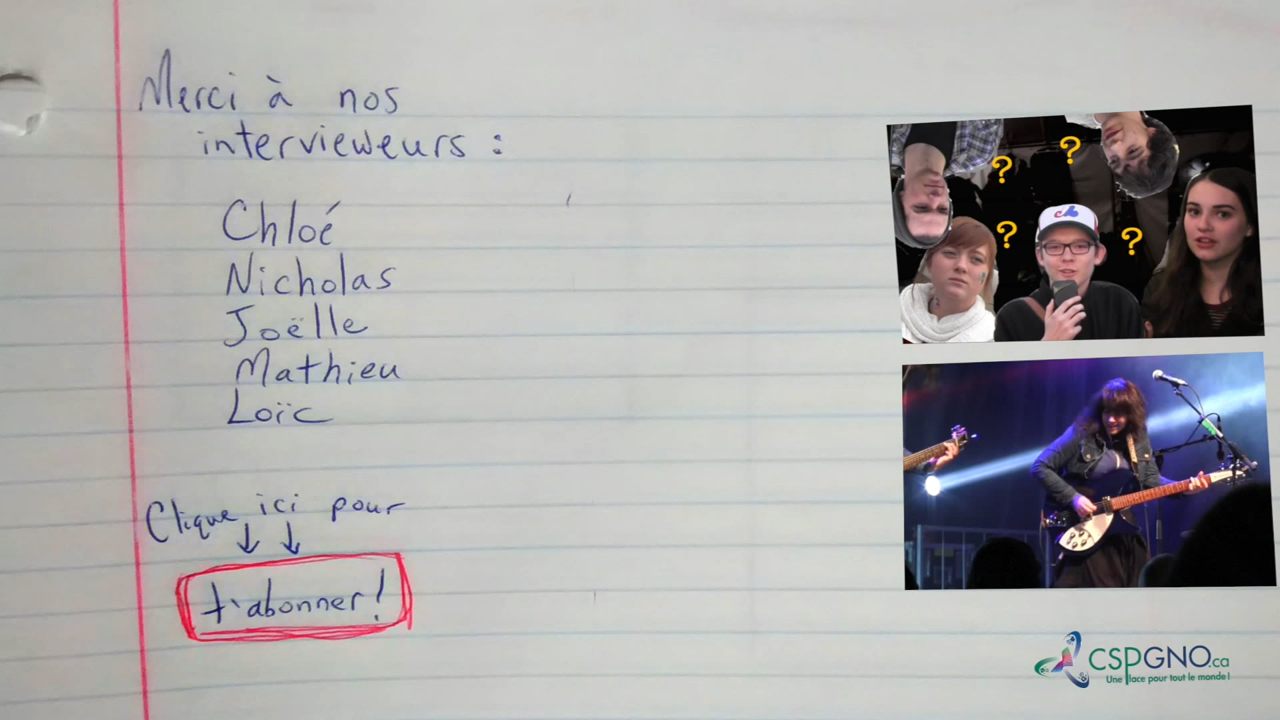 Merci à nos
intervieweurs :
Chloé
Nicholas
Joëlle
Mathieu
Loïc
Clique ici pour
t'abonner!
? ?
? ?
CSPGNO.ca
Une place pour tout le monde!